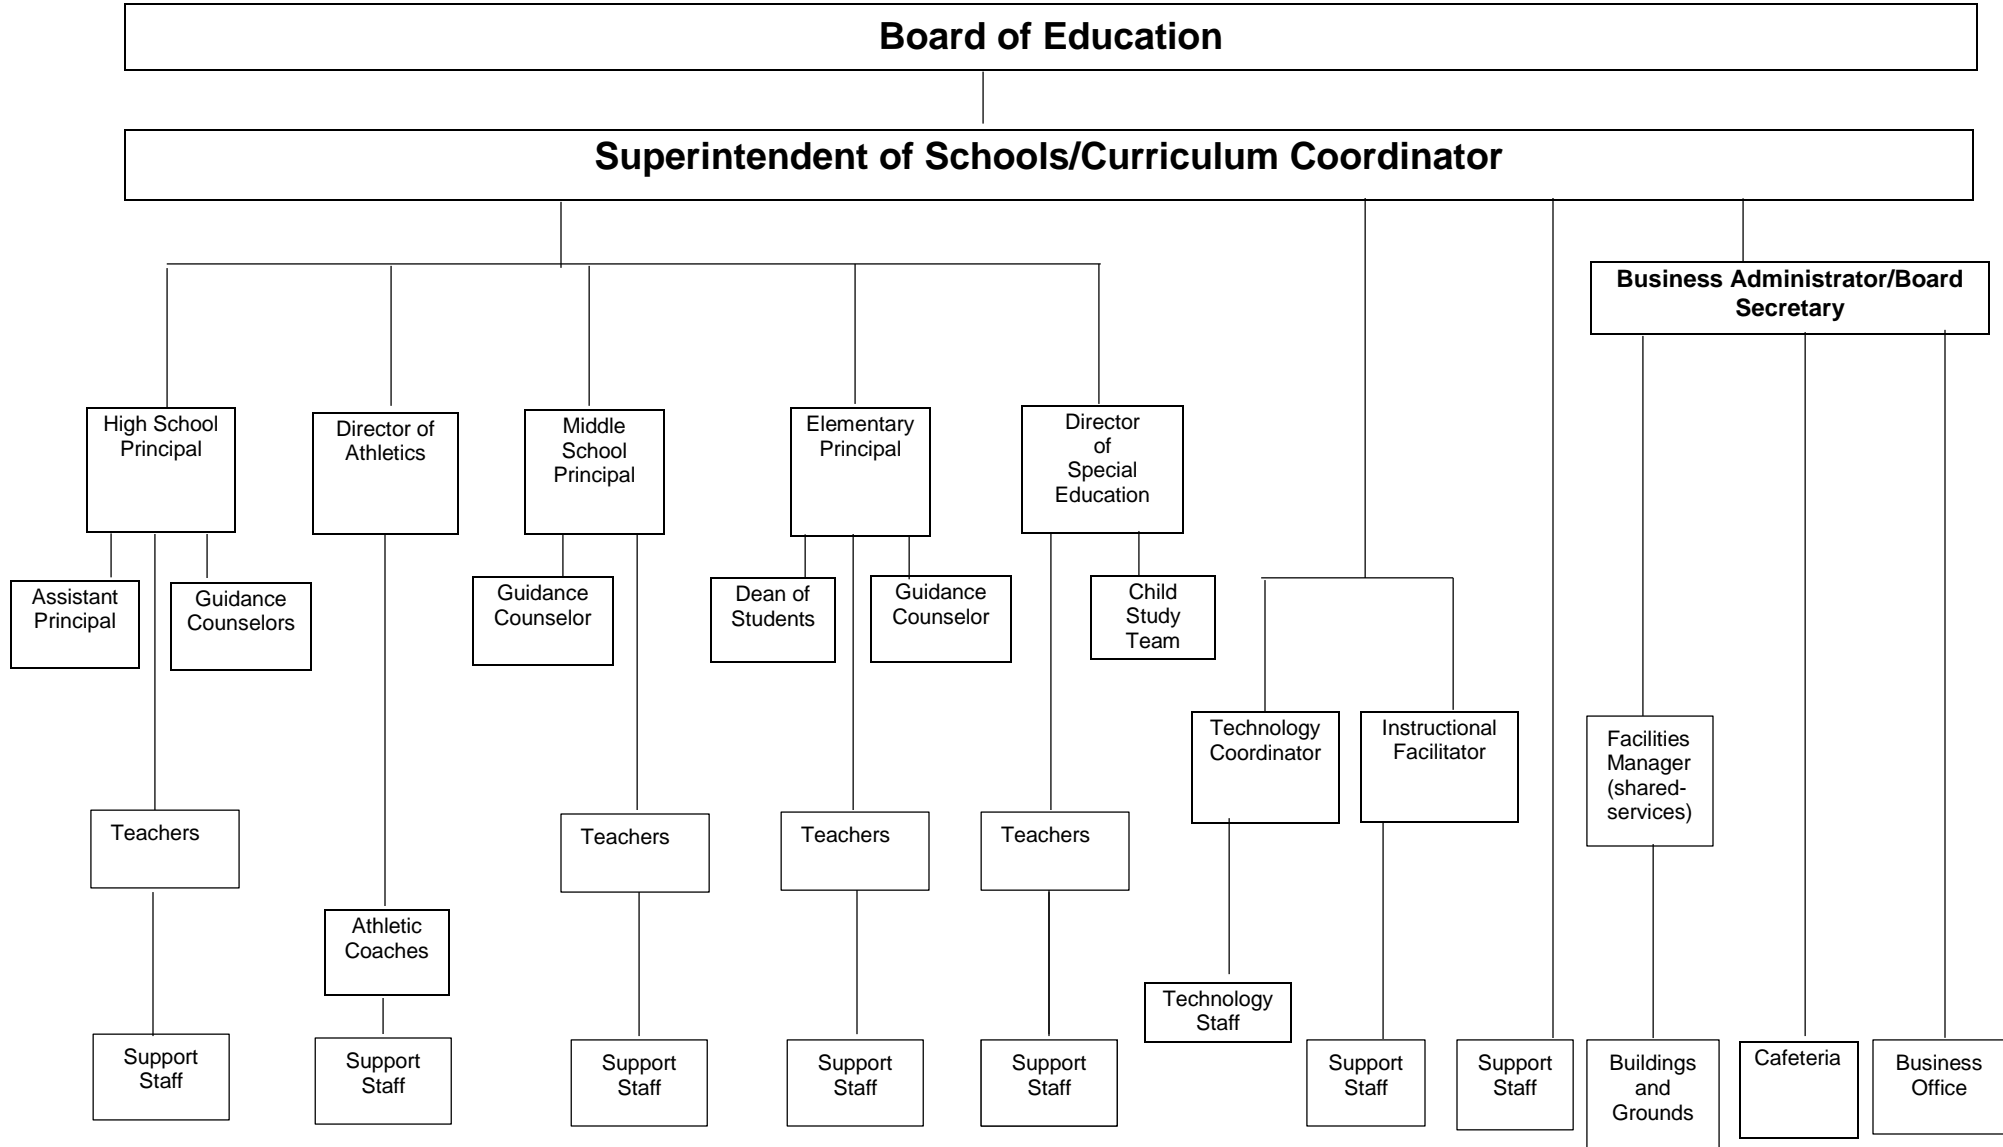 Board of Education
Superintendent of Schools/Curriculum Coordinator
Business Administrator/Board
Secretary
High School
Principal
Director of
Athletics
Middle
School
Principal
Elementary
Principal
Director
of
Special
Education
Assistant
Principal
Guidance
Counselors
Guidance
Counselor
Dean of
Students
Guidance
Counselor
Child
Study
Team
Technology
Coordinator
Instructional
Facilitator
Facilities
Manager
(shared-
services)
Teachers
Teachers
Teachers
Teachers
Athletic
Coaches
Technology
Staff
Support
Staff
Support
Staff
Support
Staff
Support
Staff
Support
Staff
Support
Staff
Support
Staff
Buildings
and
Grounds
Cafeteria
Business
Office